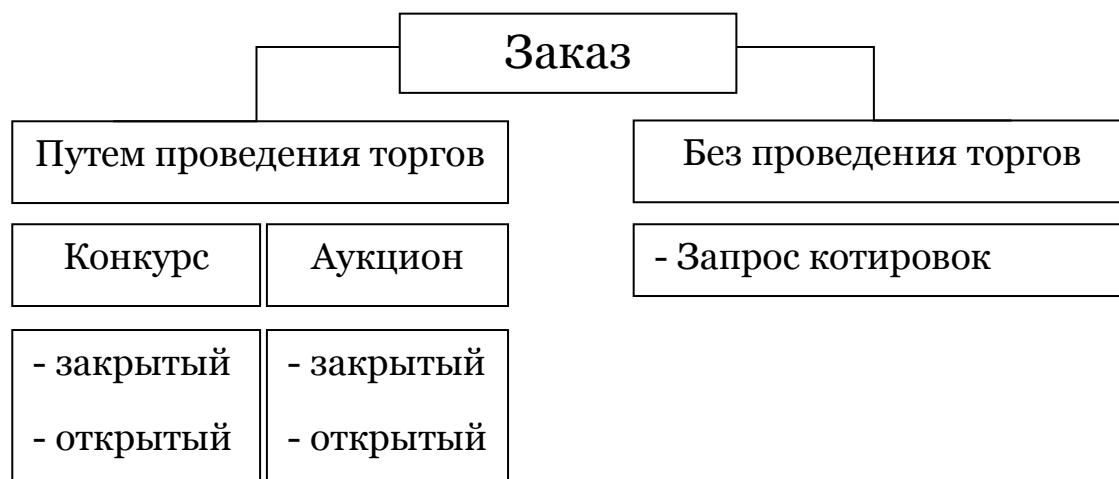 Заказ
Путем проведения торгов
Без проведения торгов
Конкурс
Аукцион
- Запрос котировок
- закрытый
- открытый
- закрытый
- открытый